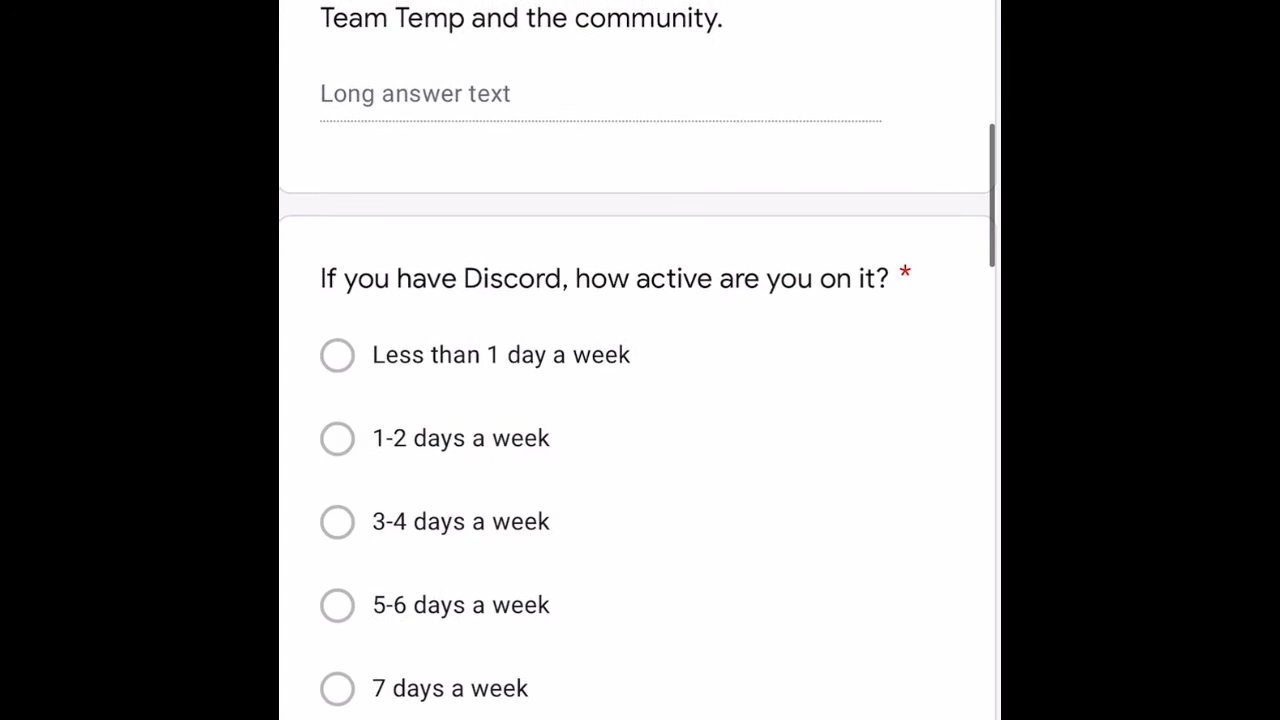 Team Temp and the community.
Long answer text
If you have Discord, how active are you on it? *
Less than 1 day a week
1-2 days a week
3-4 days a week
5-6 days a week
7 days a week